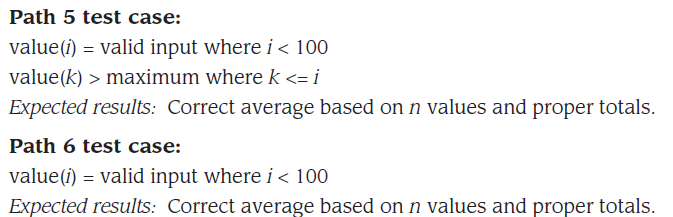 Path 5 test case:
value(i) = valid input where i < 100
value(k) > maximum where k <= i
Expected results: Correct average based on n values and proper totals.
Path 6 test case:
value(i) = valid input where i < 100
Expected results: Correct average based on n values and proper totals.